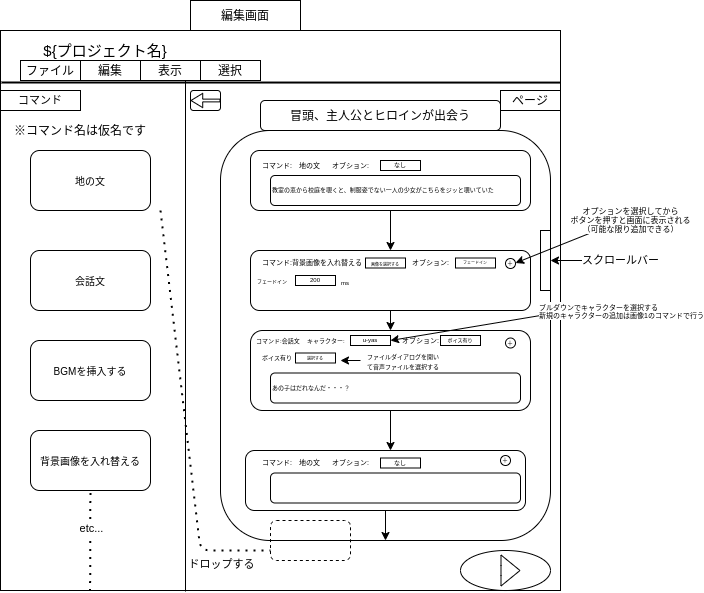 編集画面
${プロジェクト名}
ファイル 編集 表示 選択
コマンド
ページ
※コマンド名は仮名です
地の文
会話文
BGMを挿入する
背景画像を入れ替える
etc...
冒頭、主人公とヒロインが出会う
コマンド: 地の文 オプション: なし
教室の窓から校庭を覗くと、制服姿でない一人の少女がこちらをジッと覗いていた
コマンド:背景画像を入れ替える 画像を選択する オプション: フェードイン +
フェードイン 200 ms
コマンド:会話文 キャラクター: u-yas オプション: ボイス有り +
ボイス有り 選択する
ファイルダイアログを開い
て音声ファイルを選択する
あの子はだれなんだ・・・？
コマンド: 地の文 オプション: なし +
ドロップする
オプションを選択してから
ボタンを押すと画面に表示される
（可能な限り追加できる）
スクロールバー
プルダウンでキャラクターを選択する
新規のキャラクターの追加は画像1のコマンドで行う